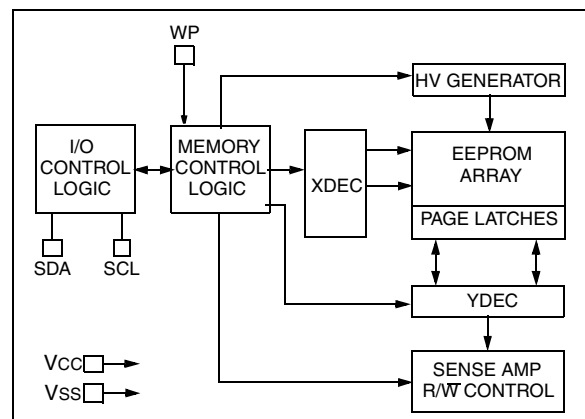 WP
HV GENERATOR
I/O
CONTROL
LOGIC
MEMORY
CONTROL
LOGIC
XDEC
EEPROM
ARRAY
PAGE LATCHES
SDA
SCL
YDEC
VCC
VSS
SENSE AMP
R/W̅ CONTROL